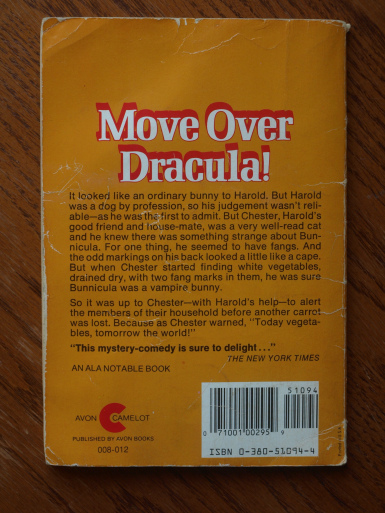 Move Over
Dracula!
It looked like an ordinary bunny to Harold. But Harold
was a dog by profession, so his judgement wasn't reli-
able—as he was the first to admit. But Chester, Harold's
good friend and house-mate, was a very well-read cat
and he knew there was something strange about Bun-
nicula. For one thing, he seemed to have fangs. And
the odd markings on his back looked a little like a cape.
But when Chester started finding white vegetables,
drained dry, with two fang marks in them, he was sure
Bunnicula was a vampire bunny.
So it was up to Chester—with Harold's help—to alert
the members of their household before another carrot
was lost. Because as Chester warned, "Today vegeta-
bles, tomorrow the world!"
"This mystery-comedy is sure to delight..."
THE NEW YORK TIMES
AN ALA NOTABLE BOOK
AVON CAMELOT
PUBLISHED BY AVON BOOKS
008-012
51094
0 71001 00295 9
ISBN 0-380-51094-4